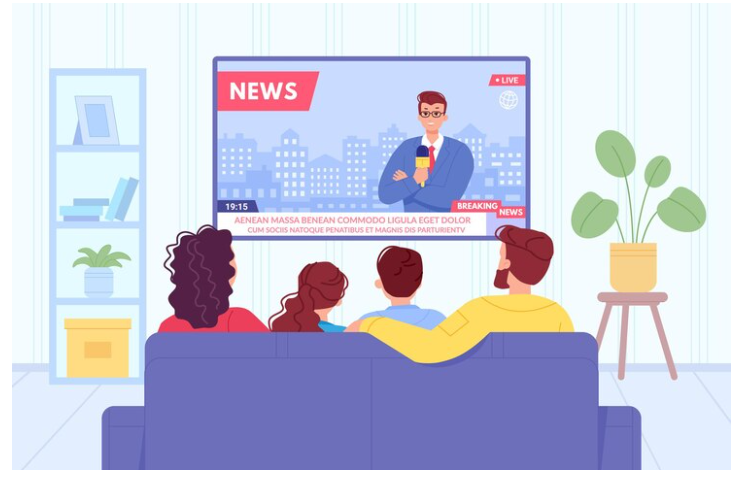 NEWS
• LIVE
19:15
BREAKING
NEWS
AENEAN MASSA BENEAN COMMODO LIGULA EGET DOLOR
CUM SOCIIS NATOQUE PENATIBUS ET MAGNIS DIS PARTURIENTV